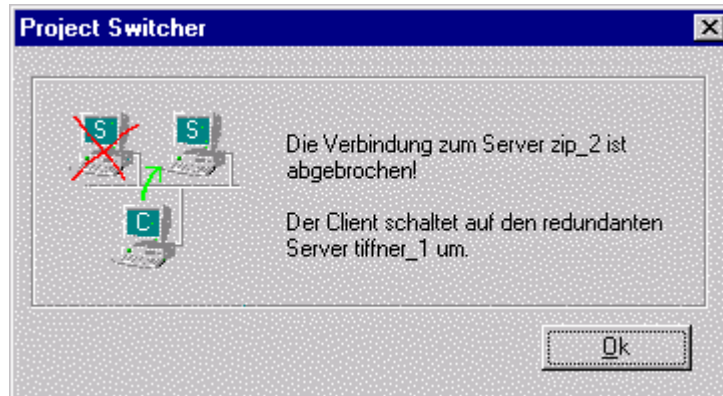 Project Switcher
S
S
C
Die Verbindung zum Server zip_2 ist
abgebrochen!
Der Client schaltet auf den redundanten
Server tiffner_1 um.
Ok